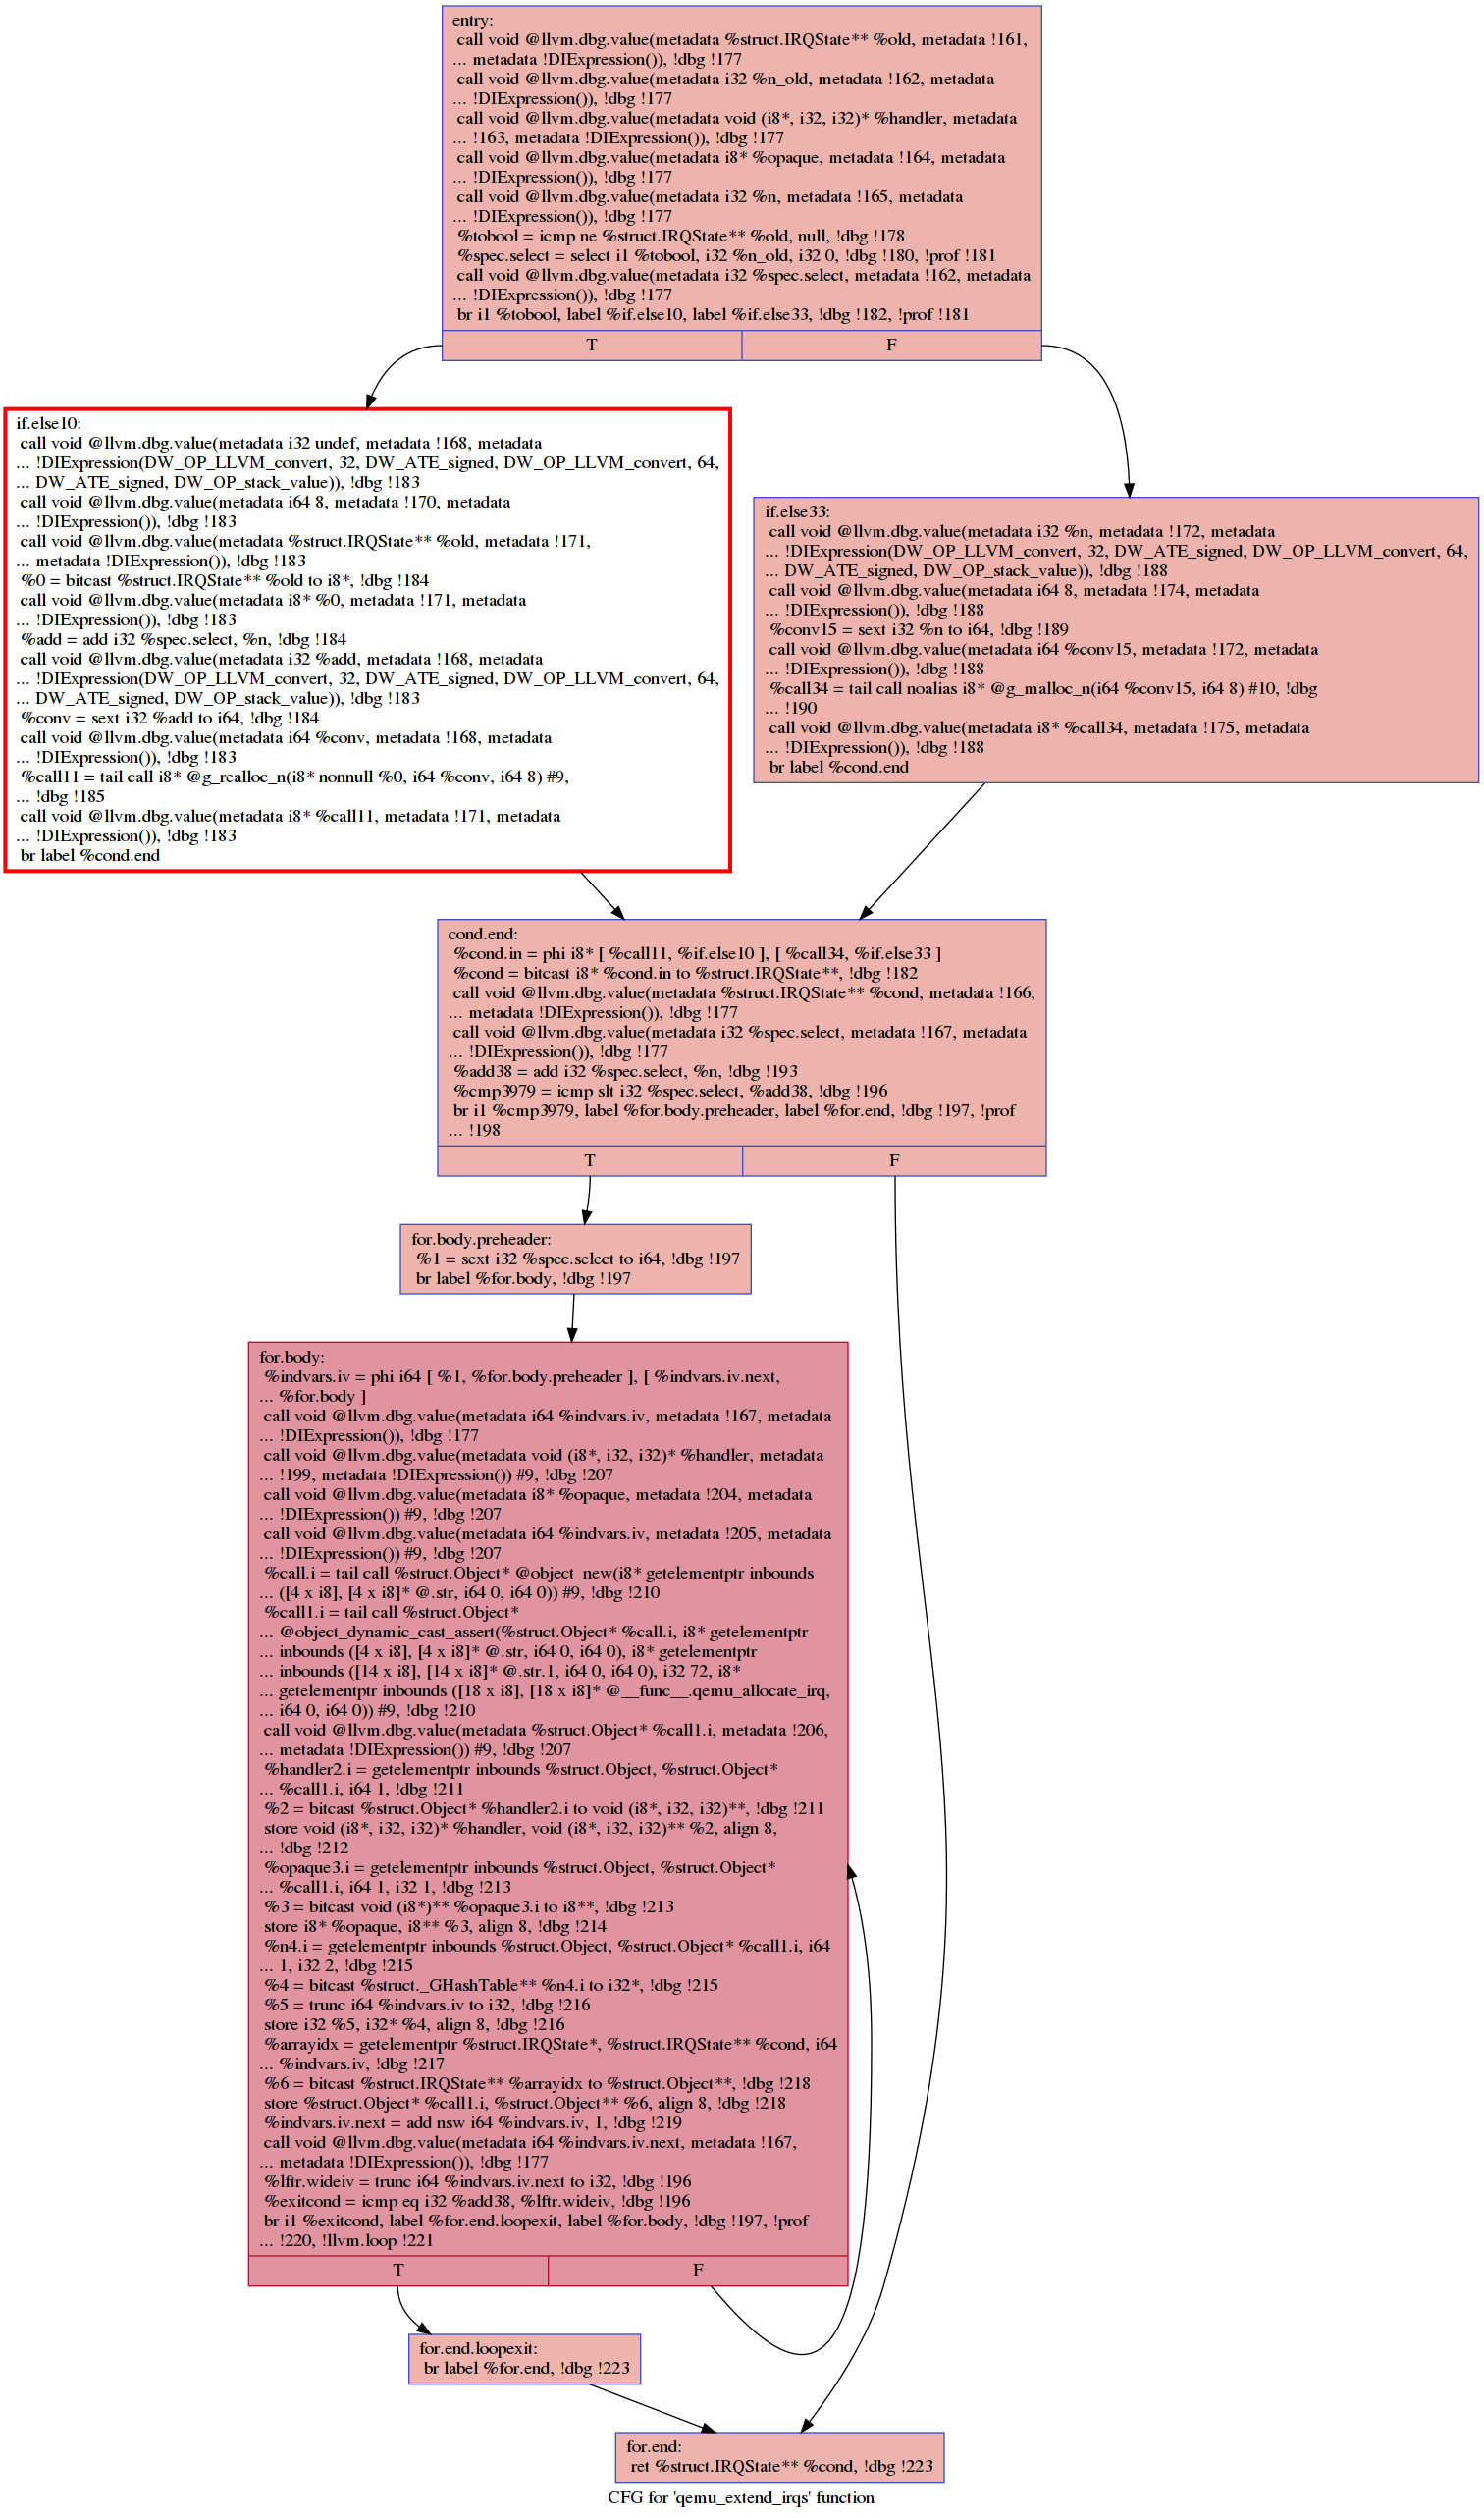 entry:
call void @llvm.dbg.value(metadata %struct.IRQState** %old, metadata !161,
... metadata !DIExpression()), !dbg !177
call void @llvm.dbg.value(metadata i32 %n_old, metadata !162, metadata
... !DIExpression()), !dbg !177
call void @llvm.dbg.value(metadata void (i8*, i32, i32)* %handler, metadata
... !163, metadata !DIExpression()), !dbg !177
call void @llvm.dbg.value(metadata i8* %opaque, metadata !164, metadata
... !DIExpression()), !dbg !177
call void @llvm.dbg.value(metadata i32 %n, metadata !165, metadata
... !DIExpression()), !dbg !177
%tobool = icmp ne %struct.IRQState** %old, null, !dbg !178
%spec.select = select i1 %tobool, i32 %n_old, i32 0, !dbg !180, !prof !181
call void @llvm.dbg.value(metadata i32 %spec.select, metadata !162, metadata
... !DIExpression()), !dbg !177
br i1 %tobool, label %if.else10, label %if.else33, !dbg !182, !prof !181
T F
if.else10:
call void @llvm.dbg.value(metadata i32 undef, metadata !168, metadata
... !DIExpression(DW_OP_LLVM_convert, 32, DW_ATE_signed, DW_OP_LLVM_convert, 64,
... DW_ATE_signed, DW_OP_stack_value)), !dbg !183
call void @llvm.dbg.value(metadata i64 8, metadata !170, metadata
... !DIExpression()), !dbg !183
call void @llvm.dbg.value(metadata %struct.IRQState** %old, metadata !171,
... metadata !DIExpression()), !dbg !183
%0 = bitcast %struct.IRQState** %old to i8*, !dbg !184
call void @llvm.dbg.value(metadata i8* %0, metadata !171, metadata
... !DIExpression()), !dbg !183
%add = add i32 %spec.select, %n, !dbg !184
call void @llvm.dbg.value(metadata i32 %add, metadata !168, metadata
... !DIExpression(DW_OP_LLVM_convert, 32, DW_ATE_signed, DW_OP_LLVM_convert, 64,
... DW_ATE_signed, DW_OP_stack_value)), !dbg !183
%conv = sext i32 %add to i64, !dbg !184
call void @llvm.dbg.value(metadata i64 %conv, metadata !168, metadata
... !DIExpression()), !dbg !183
%call11 = tail call i8* @g_realloc_n(i8* nonnull %0, i64 %conv, i64 8) #9,
... !dbg !185
call void @llvm.dbg.value(metadata i8* %call11, metadata !171, metadata
... !DIExpression()), !dbg !183
br label %cond.end
if.else33:
call void @llvm.dbg.value(metadata i32 %n, metadata !172, metadata
... !DIExpression(DW_OP_LLVM_convert, 32, DW_ATE_signed, DW_OP_LLVM_convert, 64,
... DW_ATE_signed, DW_OP_stack_value)), !dbg !188
call void @llvm.dbg.value(metadata i64 8, metadata !174, metadata
... !DIExpression()), !dbg !188
%conv15 = sext i32 %n to i64, !dbg !189
call void @llvm.dbg.value(metadata i64 %conv15, metadata !172, metadata
... !DIExpression()), !dbg !188
%call34 = tail call noalias i8* @g_malloc_n(i64 %conv15, i64 8) #10, !dbg
... !190
call void @llvm.dbg.value(metadata i8* %call34, metadata !175, metadata
... !DIExpression()), !dbg !188
br label %cond.end
cond.end:
%cond.in = phi i8* [ %call11, %if.else10 ], [ %call34, %if.else33 ]
%cond = bitcast i8* %cond.in to %struct.IRQState**, !dbg !182
call void @llvm.dbg.value(metadata %struct.IRQState** %cond, metadata !166,
... metadata !DIExpression()), !dbg !177
call void @llvm.dbg.value(metadata i32 %spec.select, metadata !167, metadata
... !DIExpression()), !dbg !177
%add38 = add i32 %spec.select, %n, !dbg !193
%cmp3979 = icmp slt i32 %spec.select, %add38, !dbg !196
br i1 %cmp3979, label %for.body.preheader, label %for.end, !dbg !197, !prof
... !198
T F
for.body.preheader:
%1 = sext i32 %spec.select to i64, !dbg !197
br label %for.body, !dbg !197
for.body:
%indvars.iv = phi i64 [ %1, %for.body.preheader ], [ %indvars.iv.next,
... %for.body ]
call void @llvm.dbg.value(metadata i64 %indvars.iv, metadata !167, metadata
... !DIExpression()), !dbg !177
call void @llvm.dbg.value(metadata void (i8*, i32, i32)* %handler, metadata
... !199, metadata !DIExpression()) #9, !dbg !207
call void @llvm.dbg.value(metadata i8* %opaque, metadata !204, metadata
... !DIExpression()) #9, !dbg !207
call void @llvm.dbg.value(metadata i64 %indvars.iv, metadata !205, metadata
... !DIExpression()) #9, !dbg !207
%call.i = tail call %struct.Object* @object_new(i8* getelementptr inbounds
... ([4 x i8], [4 x i8]* @.str, i64 0, i64 0)) #9, !dbg !210
%call1.i = tail call %struct.Object*
... @object_dynamic_cast_assert(%struct.Object* %call.i, i8* getelementptr
... inbounds ([4 x i8], [4 x i8]* @.str, i64 0, i64 0), i8* getelementptr
... inbounds ([14 x i8], [14 x i8]* @.str.1, i64 0, i64 0), i32 72, i8*
... getelementptr inbounds ([18 x i8], [18 x i8]* @__func__.qemu_allocate_irq,
... i64 0, i64 0)) #9, !dbg !210
call void @llvm.dbg.value(metadata %struct.Object* %call1.i, metadata !206,
... metadata !DIExpression()) #9, !dbg !207
%handler2.i = getelementptr inbounds %struct.Object, %struct.Object*
... %call1.i, i64 1, !dbg !211
%2 = bitcast %struct.Object* %handler2.i to void (i8*, i32, i32)**, !dbg !211
store void (i8*, i32, i32)* %handler, void (i8*, i32, i32)** %2, align 8,
... !dbg !212
%opaque3.i = getelementptr inbounds %struct.Object, %struct.Object*
... %call1.i, i64 1, i32 1, !dbg !213
%3 = bitcast void (i8*)** %opaque3.i to i8**, !dbg !213
store i8* %opaque, i8** %3, align 8, !dbg !214
%n4.i = getelementptr inbounds %struct.Object, %struct.Object* %call1.i, i64
... 1, i32 2, !dbg !215
%4 = bitcast %struct._GHashTable** %n4.i to i32*, !dbg !215
%5 = trunc i64 %indvars.iv to i32, !dbg !216
store i32 %5, i32* %4, align 8, !dbg !216
%arrayidx = getelementptr %struct.IRQState*, %struct.IRQState** %cond, i64
... %indvars.iv, !dbg !217
%6 = bitcast %struct.IRQState** %arrayidx to %struct.Object**, !dbg !218
store %struct.Object* %call1.i, %struct.Object** %6, align 8, !dbg !218
%indvars.iv.next = add nsw i64 %indvars.iv, 1, !dbg !219
call void @llvm.dbg.value(metadata i64 %indvars.iv.next, metadata !167,
... metadata !DIExpression()), !dbg !177
%lftr.wideiv = trunc i64 %indvars.iv.next to i32, !dbg !196
%exitcond = icmp eq i32 %add38, %lftr.wideiv, !dbg !196
br i1 %exitcond, label %for.end.loopexit, label %for.body, !dbg !197, !prof
... !220, !llvm.loop !221
T F
for.end.loopexit:
br label %for.end, !dbg !223
for.end:
ret %struct.IRQState** %cond, !dbg !223
CFG for 'qemu_extend_irqs' function